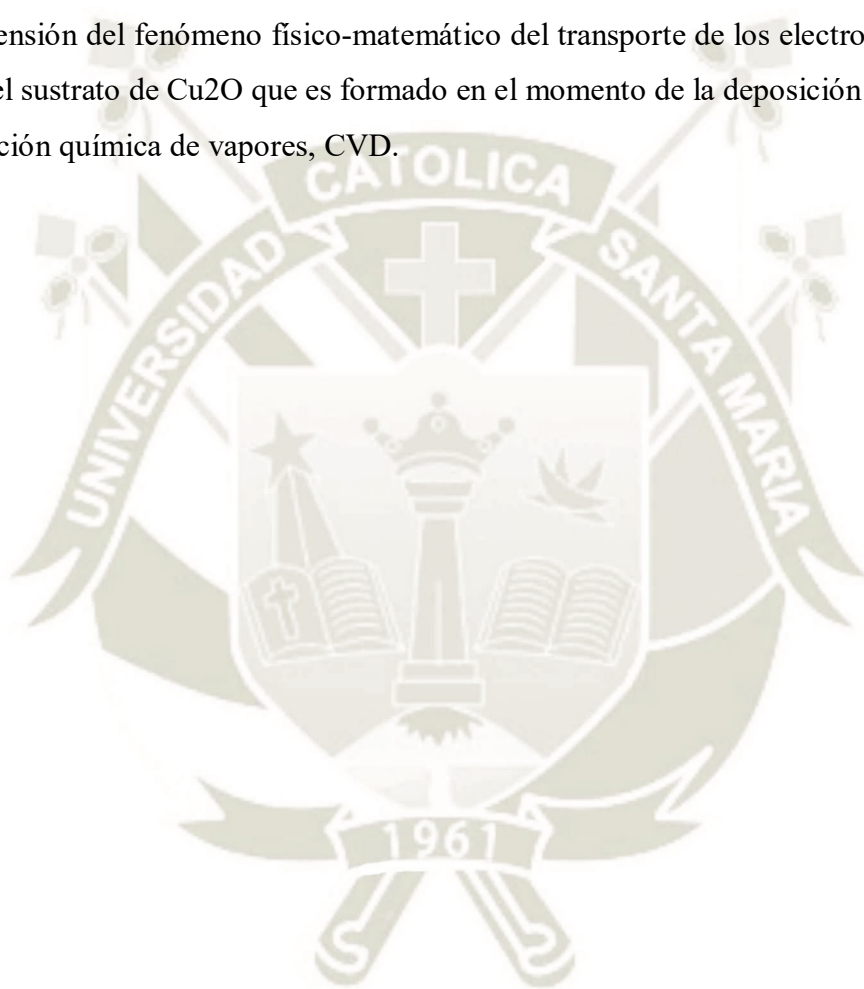 ensión del fenómeno físico-matemático del transporte de los electro
el sustrato de Cu2O que es formado en el momento de la deposición
ción química de vapores, CVD.
CATOLICA
UNIVERSIDAD
SANTA MARIA
1961